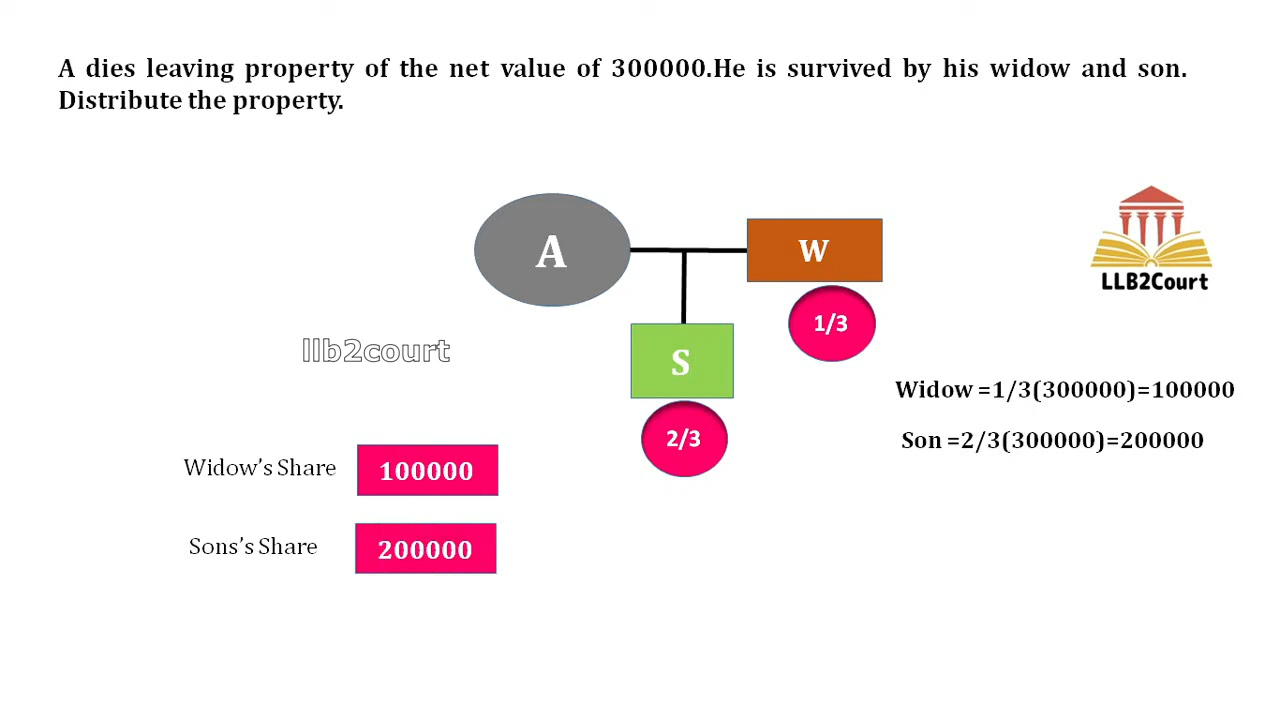 A dies leaving property of the net value of 300000.He is survived by his widow and son.
Distribute the property.
A
W
1/3
LLB2Court
llb2court
S
2/3
Widow =1/3(300000)=100000
Son =2/3(300000)=200000
Widow's Share 100000
Sons's Share 200000